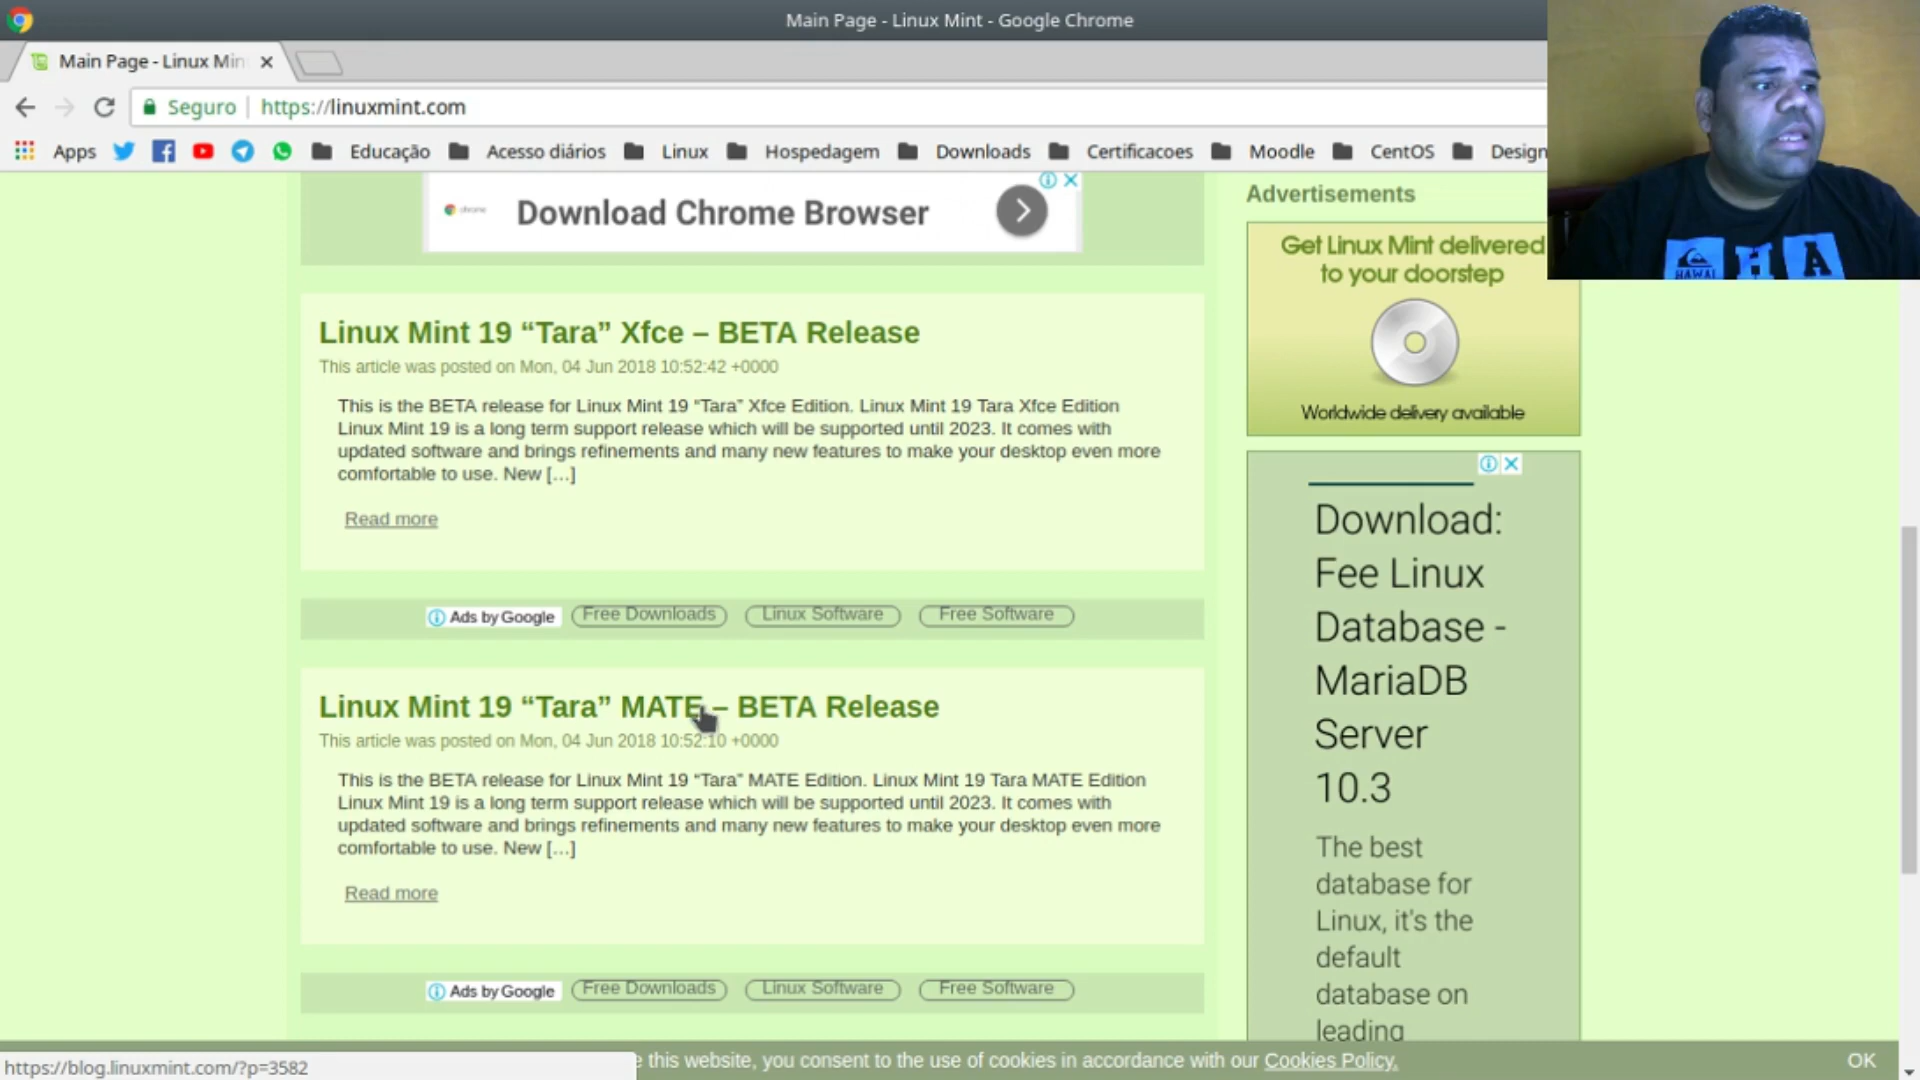 Main Page - Linux Mint - Google Chrome
Main Page - Linux Min
Seguro
https://linuxmint.com
Apps
Educação
Acesso diários
Linux
Hospedagem
Downloads
Certificacoes
Moodle
CentOS
Design
chrome
Download Chrome Browser
Advertisements
Get Linux Mint delivered
to your doorstep
Worldwide delivery available
HAWAI
H A
Linux Mint 19 “Tara” Xfce – BETA Release
This article was posted on Mon, 04 Jun 2018 10:52:42 +0000
This is the BETA release for Linux Mint 19 “Tara” Xfce Edition. Linux Mint 19 Tara Xfce Edition
Linux Mint 19 is a long term support release which will be supported until 2023. It comes with
updated software and brings refinements and many new features to make your desktop even more
comfortable to use. New […]
Read more
Ads by Google
Free Downloads
Linux Software
Free Software
Linux Mint 19 “Tara” MATE – BETA Release
This article was posted on Mon, 04 Jun 2018 10:52:10 +0000
This is the BETA release for Linux Mint 19 “Tara” MATE Edition. Linux Mint 19 Tara MATE Edition
Linux Mint 19 is a long term support release which will be supported until 2023. It comes with
updated software and brings refinements and many new features to make your desktop even more
comfortable to use. New […]
Read more
Ads by Google
Free Downloads
Linux Software
Free Software
Download:
Fee Linux
Database -
MariaDB
Server
10.3
The best
database for
Linux, it's the
default
database on
leading
https://blog.linuxmint.com/?p=3582
e this website, you consent to the use of cookies in accordance with our Cookies Policy.
OK